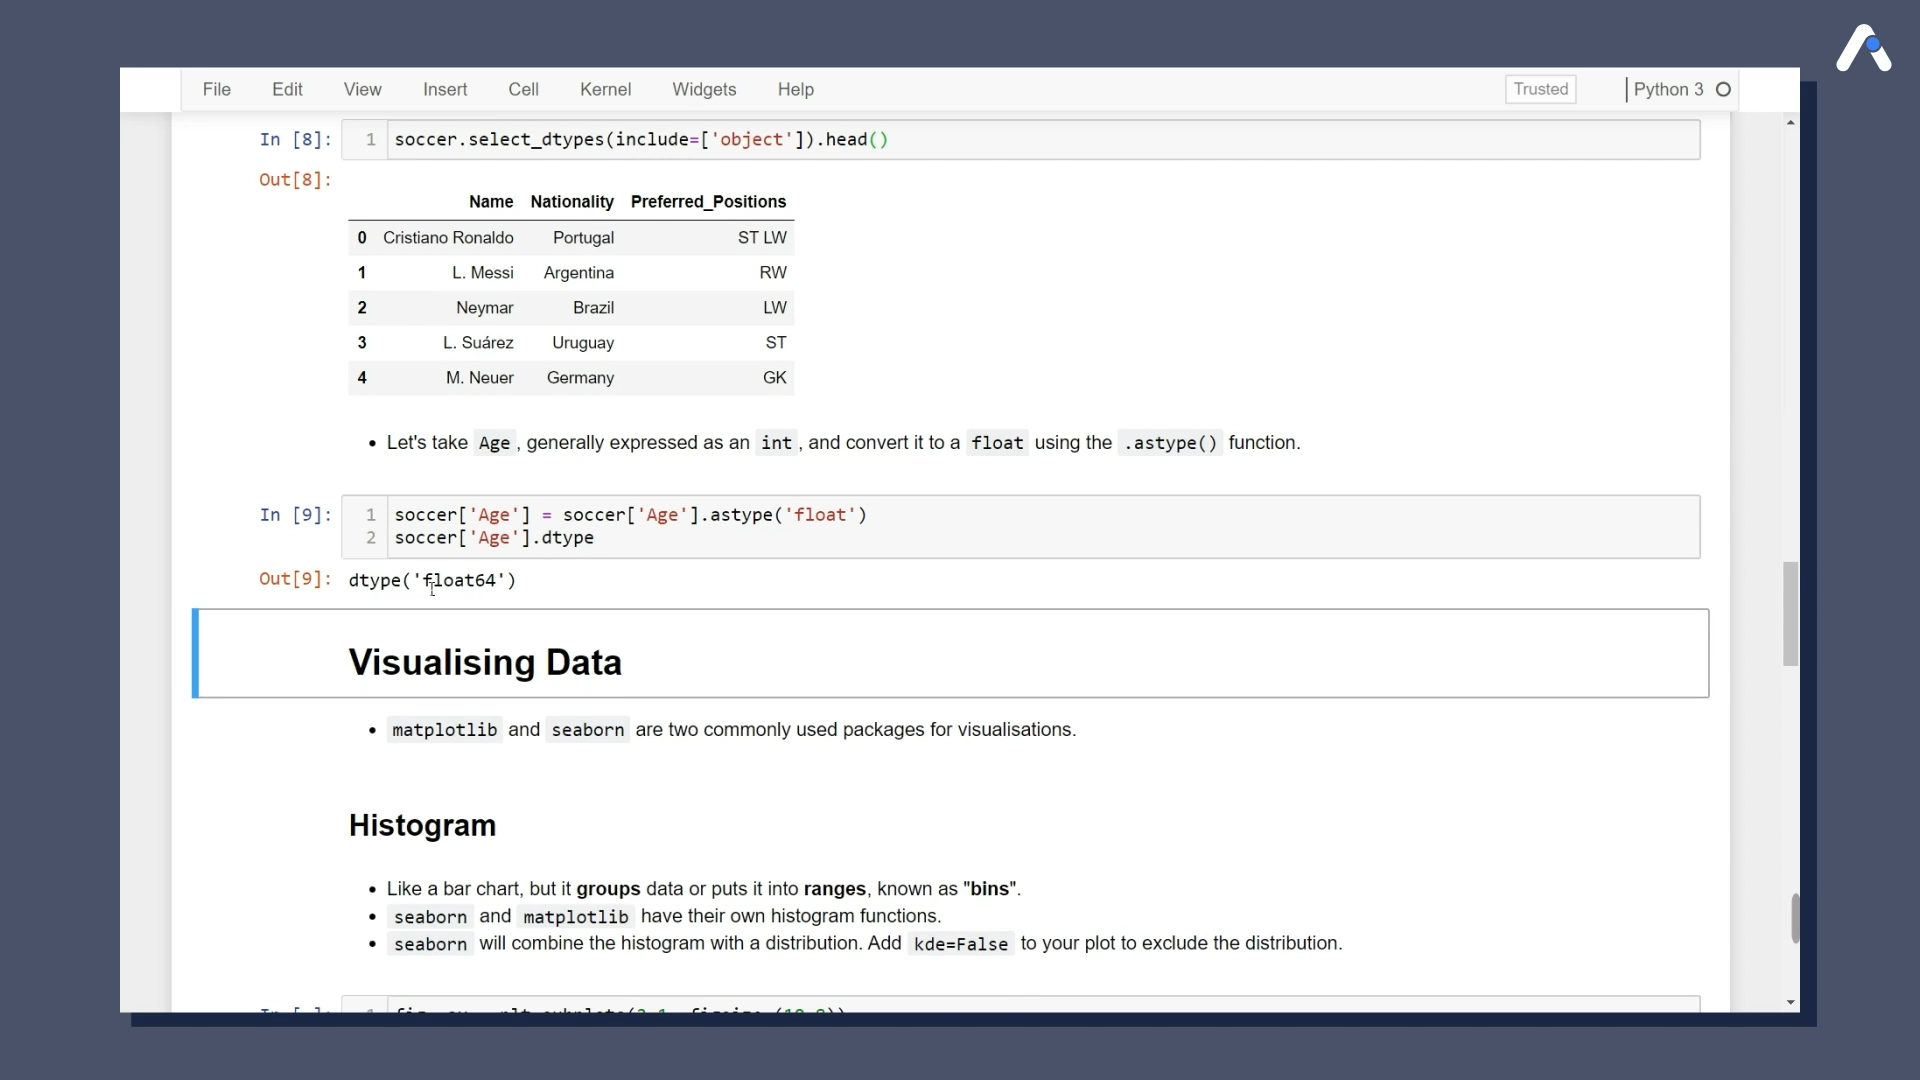 File Edit View Insert Cell Kernel Widgets Help Trusted Python 3
In [8]: 1 soccer.select_dtypes(include=['object']).head()
Out[8]:
Name Nationality Preferred_Positions
0 Cristiano Ronaldo Portugal ST LW
1 L. Messi Argentina RW
2 Neymar Brazil LW
3 L. Suárez Uruguay ST
4 M. Neuer Germany GK
• Let's take Age, generally expressed as an int, and convert it to a float using the .astype() function.
In [9]: 1 soccer['Age'] = soccer['Age'].astype('float')
2 soccer['Age'].dtype
Out[9]: dtype('float64')
Visualising Data
• matplotlib and seaborn are two commonly used packages for visualisations.
Histogram
• Like a bar chart, but it groups data or puts it into ranges, known as "bins".
• seaborn and matplotlib have their own histogram functions.
• seaborn will combine the histogram with a distribution. Add kde=False to your plot to exclude the distribution.